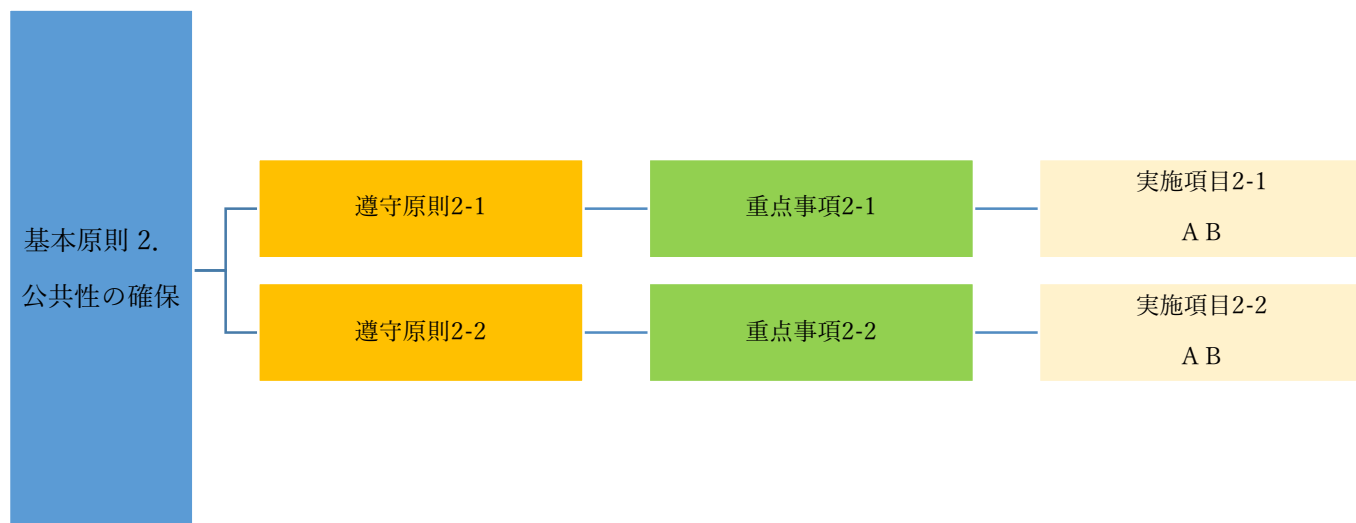 基本原則 2.
公共性の確保
遵守原則2-1
重点事項2-1
実施項目2-1
A B
遵守原則2-2
重点事項2-2
実施項目2-2
A B